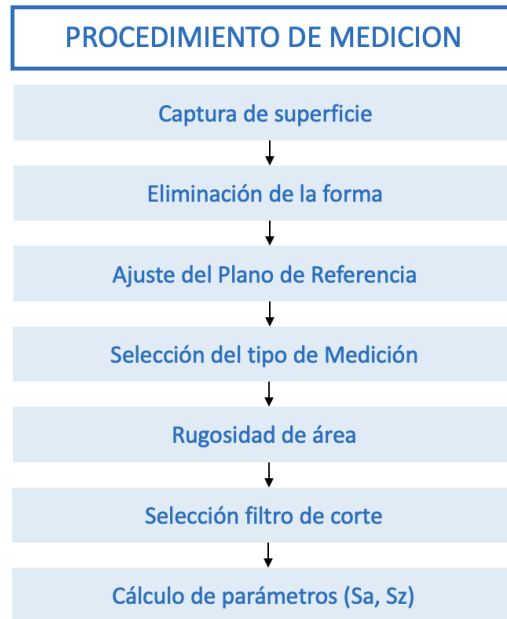 PROCEDIMIENTO DE MEDICION
Captura de superficie
Eliminación de la forma
Ajuste del Plano de Referencia
Selección del tipo de Medición
Rugosidad de área
Selección filtro de corte
Cálculo de parámetros (Sa, Sz)